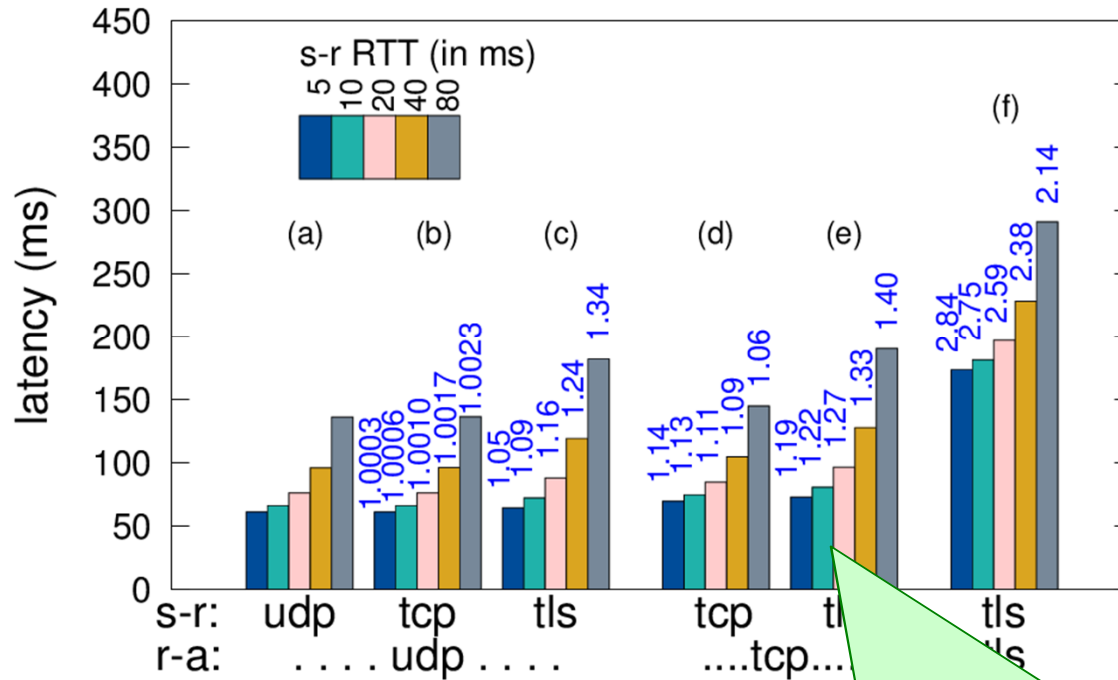 450
400
350
300
250
200
150
100
50
0
latency (ms)
s-r RTT (in ms)
5 10 20 40 80
(a) (b) (c) (d) (e) (f)
1.0003 1.0006 1.0010 1.0017 1.0023
1.05 1.09 1.16 1.24 1.34
1.14 1.13 1.11 1.09 1.06
1.19 1.22 1.27 1.33 1.40
2.84 2.75 2.59 2.38 2.14
s-r: udp tcp tls tcp tls
r-a: . . . . udp . . . . ....tcp....